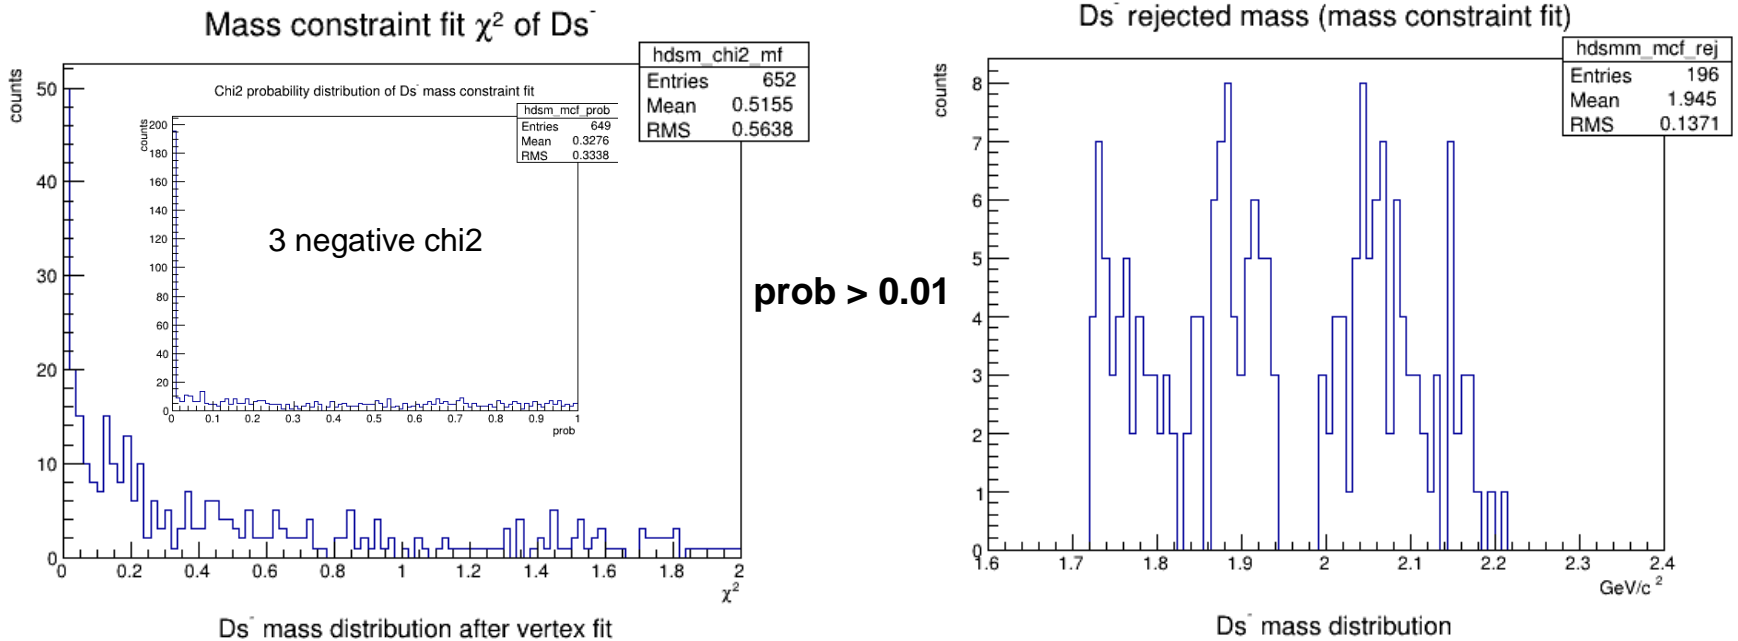 Mass constraint fit χ² of Ds⁻
hdsm_chi2_mf
Entries 652
Mean 0.5155
RMS 0.5638
counts
50
40
30
20
10
0
0 0.2 0.4 0.6 0.8 1 1.2 1.4 1.6 1.8 2
χ²
Chi2 probability distribution of Ds⁻ mass constraint fit
hdsm_mcf_prob
Entries 649
Mean 0.3276
RMS 0.3338
counts
200
180
160
140
120
100
80
60
40
20
0
0 0.1 0.2 0.3 0.4 0.5 0.6 0.7 0.8 0.9 1
prob
3 negative chi2
Ds⁻ mass distribution after vertex fit
prob > 0.01
Ds⁻ rejected mass (mass constraint fit)
hdsmm_mcf_rej
Entries 196
Mean 1.945
RMS 0.1371
counts
8
7
6
5
4
3
2
1
0
1.6 1.7 1.8 1.9 2 2.1 2.2 2.3 2.4
GeV/c²
Ds⁻ mass distribution